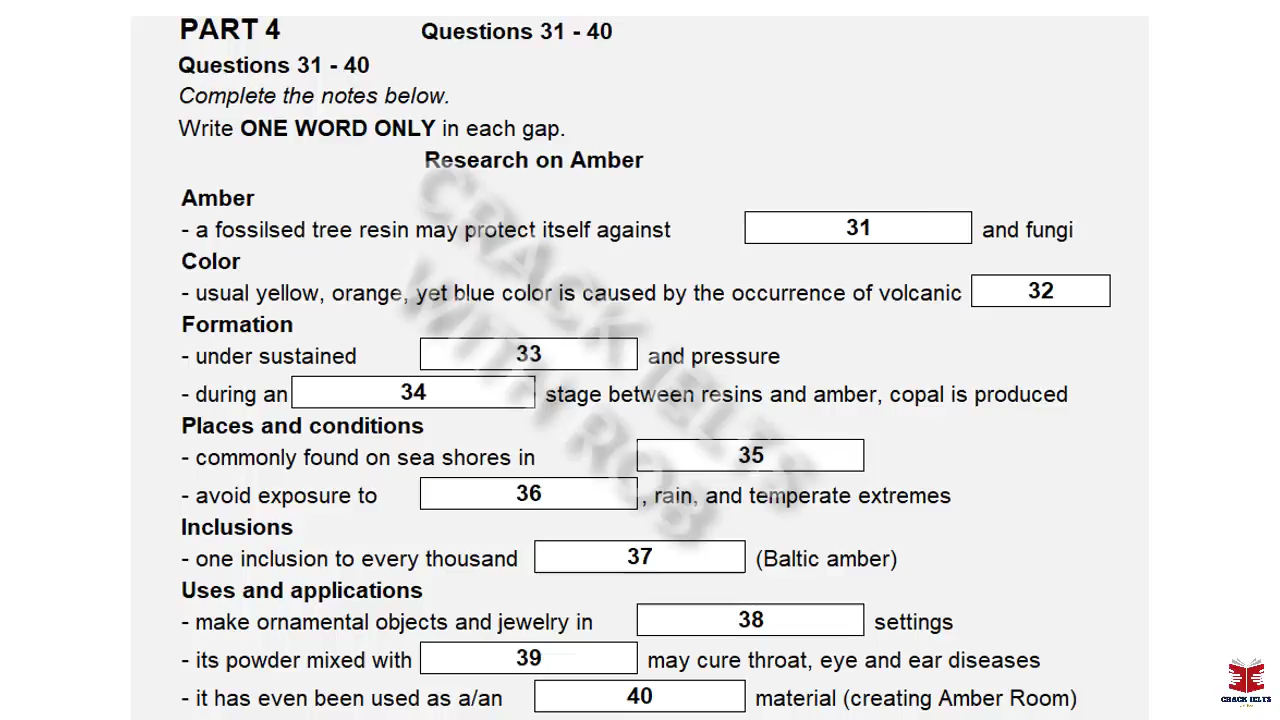 PART 4 Questions 31 - 40
Questions 31 - 40
Complete the notes below.
Write ONE WORD ONLY in each gap.
Research on Amber
Amber
- a fossilsed tree resin may protect itself against 31 and fungi
Color
- usual yellow, orange, yet blue color is caused by the occurrence of volcanic 32
Formation
- under sustained 33 and pressure
- during an 34 stage between resins and amber, copal is produced
Places and conditions
- commonly found on sea shores in 35
- avoid exposure to 36 , rain, and temperate extremes
Inclusions
- one inclusion to every thousand 37 (Baltic amber)
Uses and applications
- make ornamental objects and jewelry in 38 settings
- its powder mixed with 39 may cure throat, eye and ear diseases
- it has even been used as a/an 40 material (creating Amber Room)
CRACK IELTS
WITH ROB
CRACK IELTS